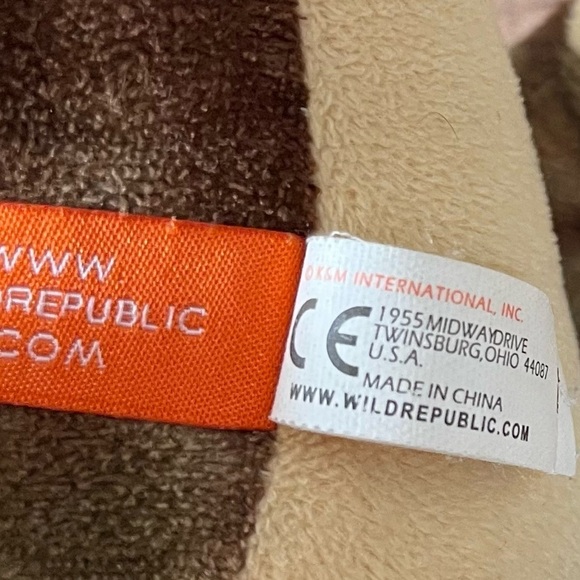 WWW
DREPUBLIC
COM
K&M INTERNATIONAL, INC.
CE
1955 MIDWAYDRIVE
TWINSBURG, OHIO 44087
U.S.A.
MADE IN CHINA
WWW.WILDREPUBLIC.COM